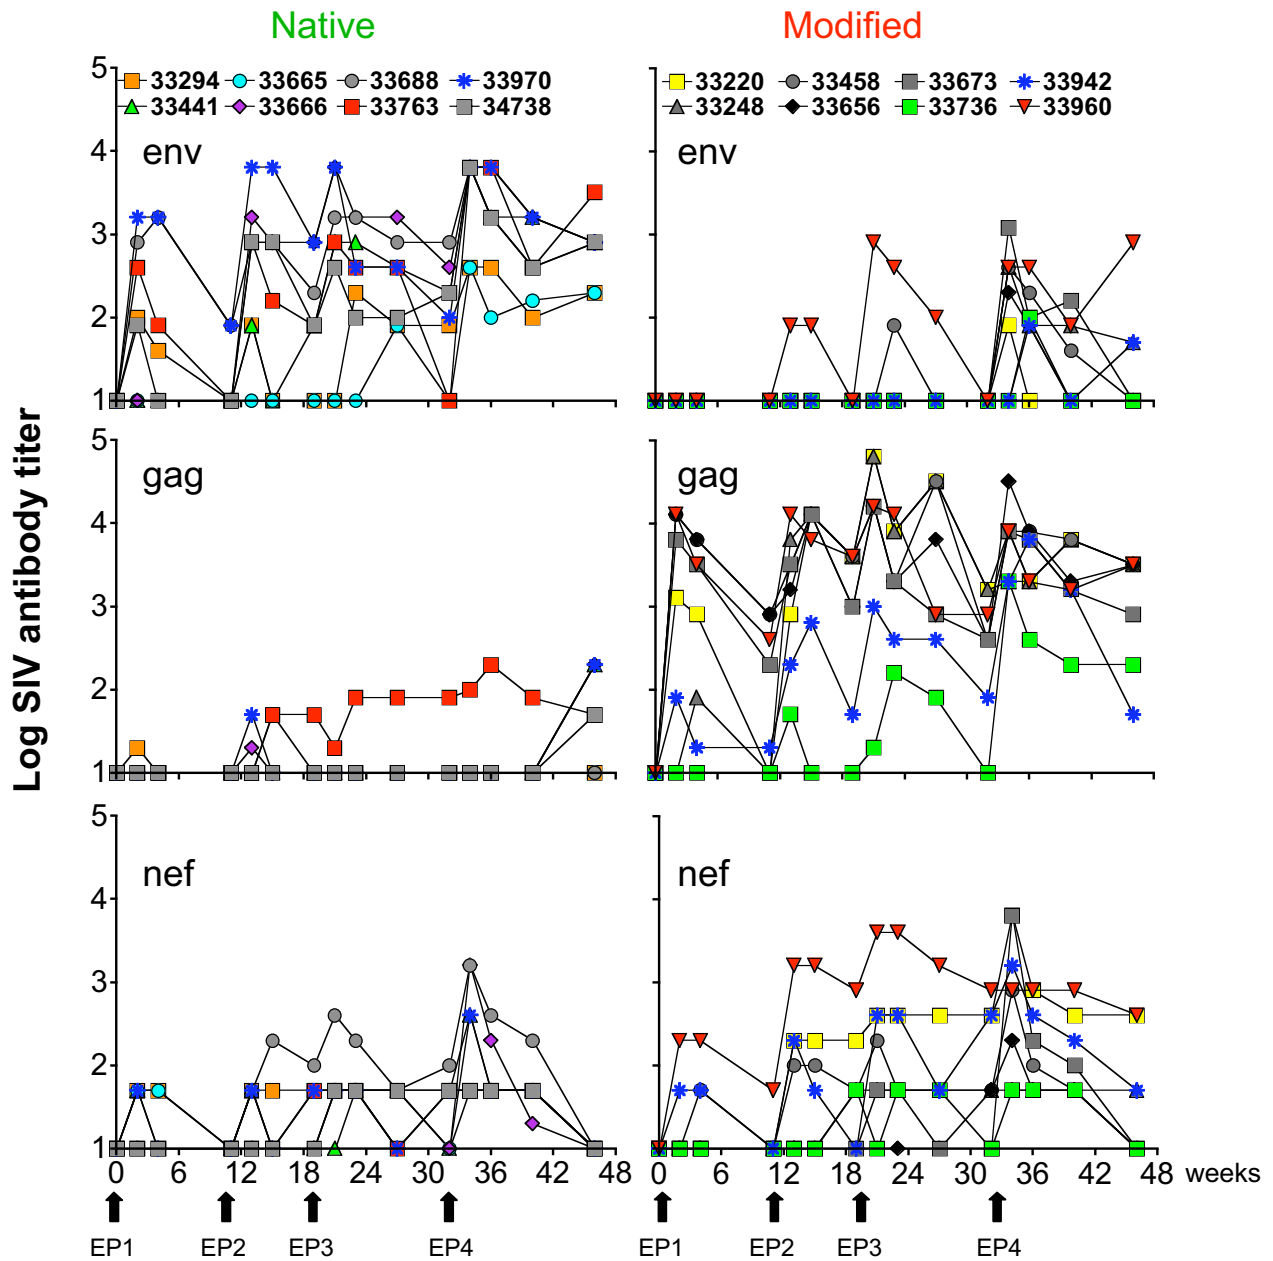 Native Modified
33294 33665 33688 33970
33441 33666 33763 34738
33220 33458 33673 33942
33248 33656 33736 33960
Log SIV antibody titer
5
4
3
2
1
env
env
5
4
3
2
1
gag
gag
5
4
3
2
1
nef
nef
0 6 12 18 24 30 36 42 48
0 6 12 18 24 30 36 42 48 weeks
EP1 EP2 EP3 EP4
EP1 EP2 EP3 EP4